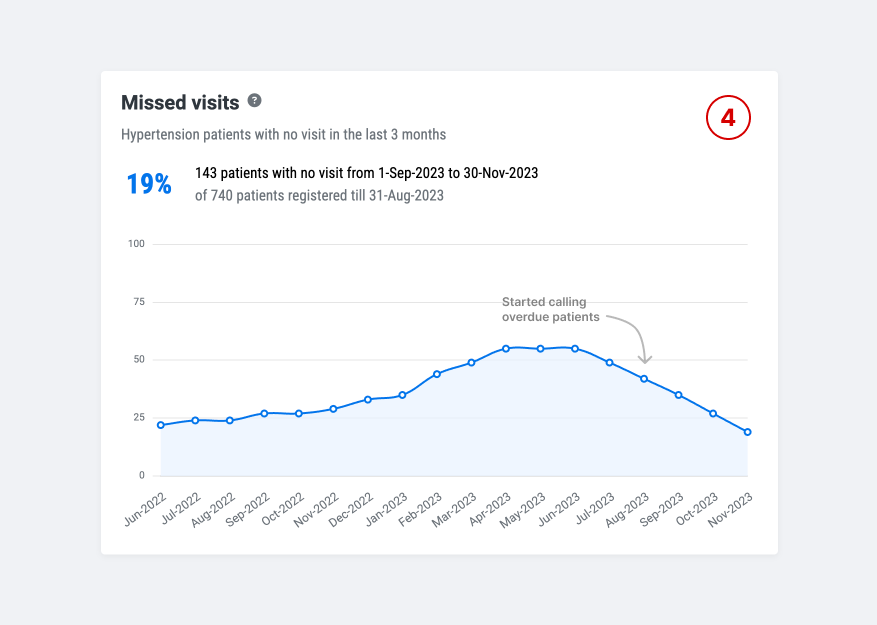 Missed visits ?
4
Hypertension patients with no visit in the last 3 months
19%
143 patients with no visit from 1-Sep-2023 to 30-Nov-2023
of 740 patients registered till 31-Aug-2023
100
75
Started calling
overdue patients
50
25
0
Jun-2022
Jul-2022
Aug-2022
Sep-2022
Oct-2022
Nov-2022
Dec-2022
Jan-2023
Feb-2023
Mar-2023
Apr-2023
May-2023
Jun-2023
Jul-2023
Aug-2023
Sep-2023
Oct-2023
Nov-2023